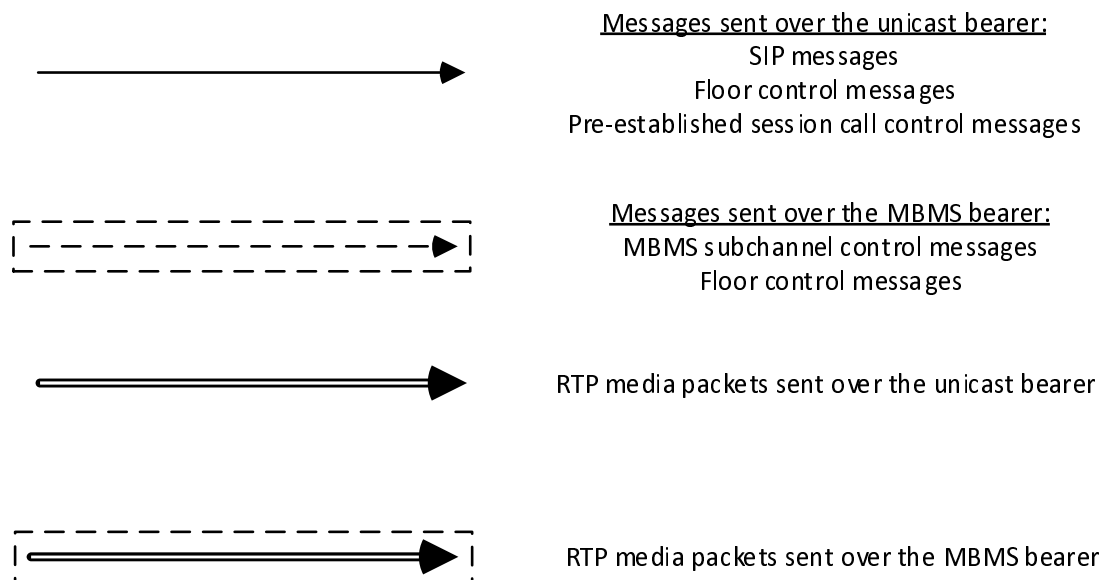 Messages sent over the unicast bearer:
SIP messages
Floor control messages
Pre-established session call control messages
Messages sent over the MBMS bearer:
MBMS subchannel control messages
Floor control messages
RTP media packets sent over the unicast bearer
RTP media packets sent over the MBMS bearer